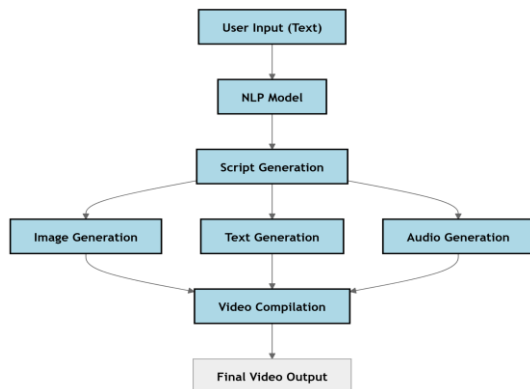 User Input (Text)
NLP Model
Script Generation
Image Generation
Text Generation
Audio Generation
Video Compilation
Final Video Output